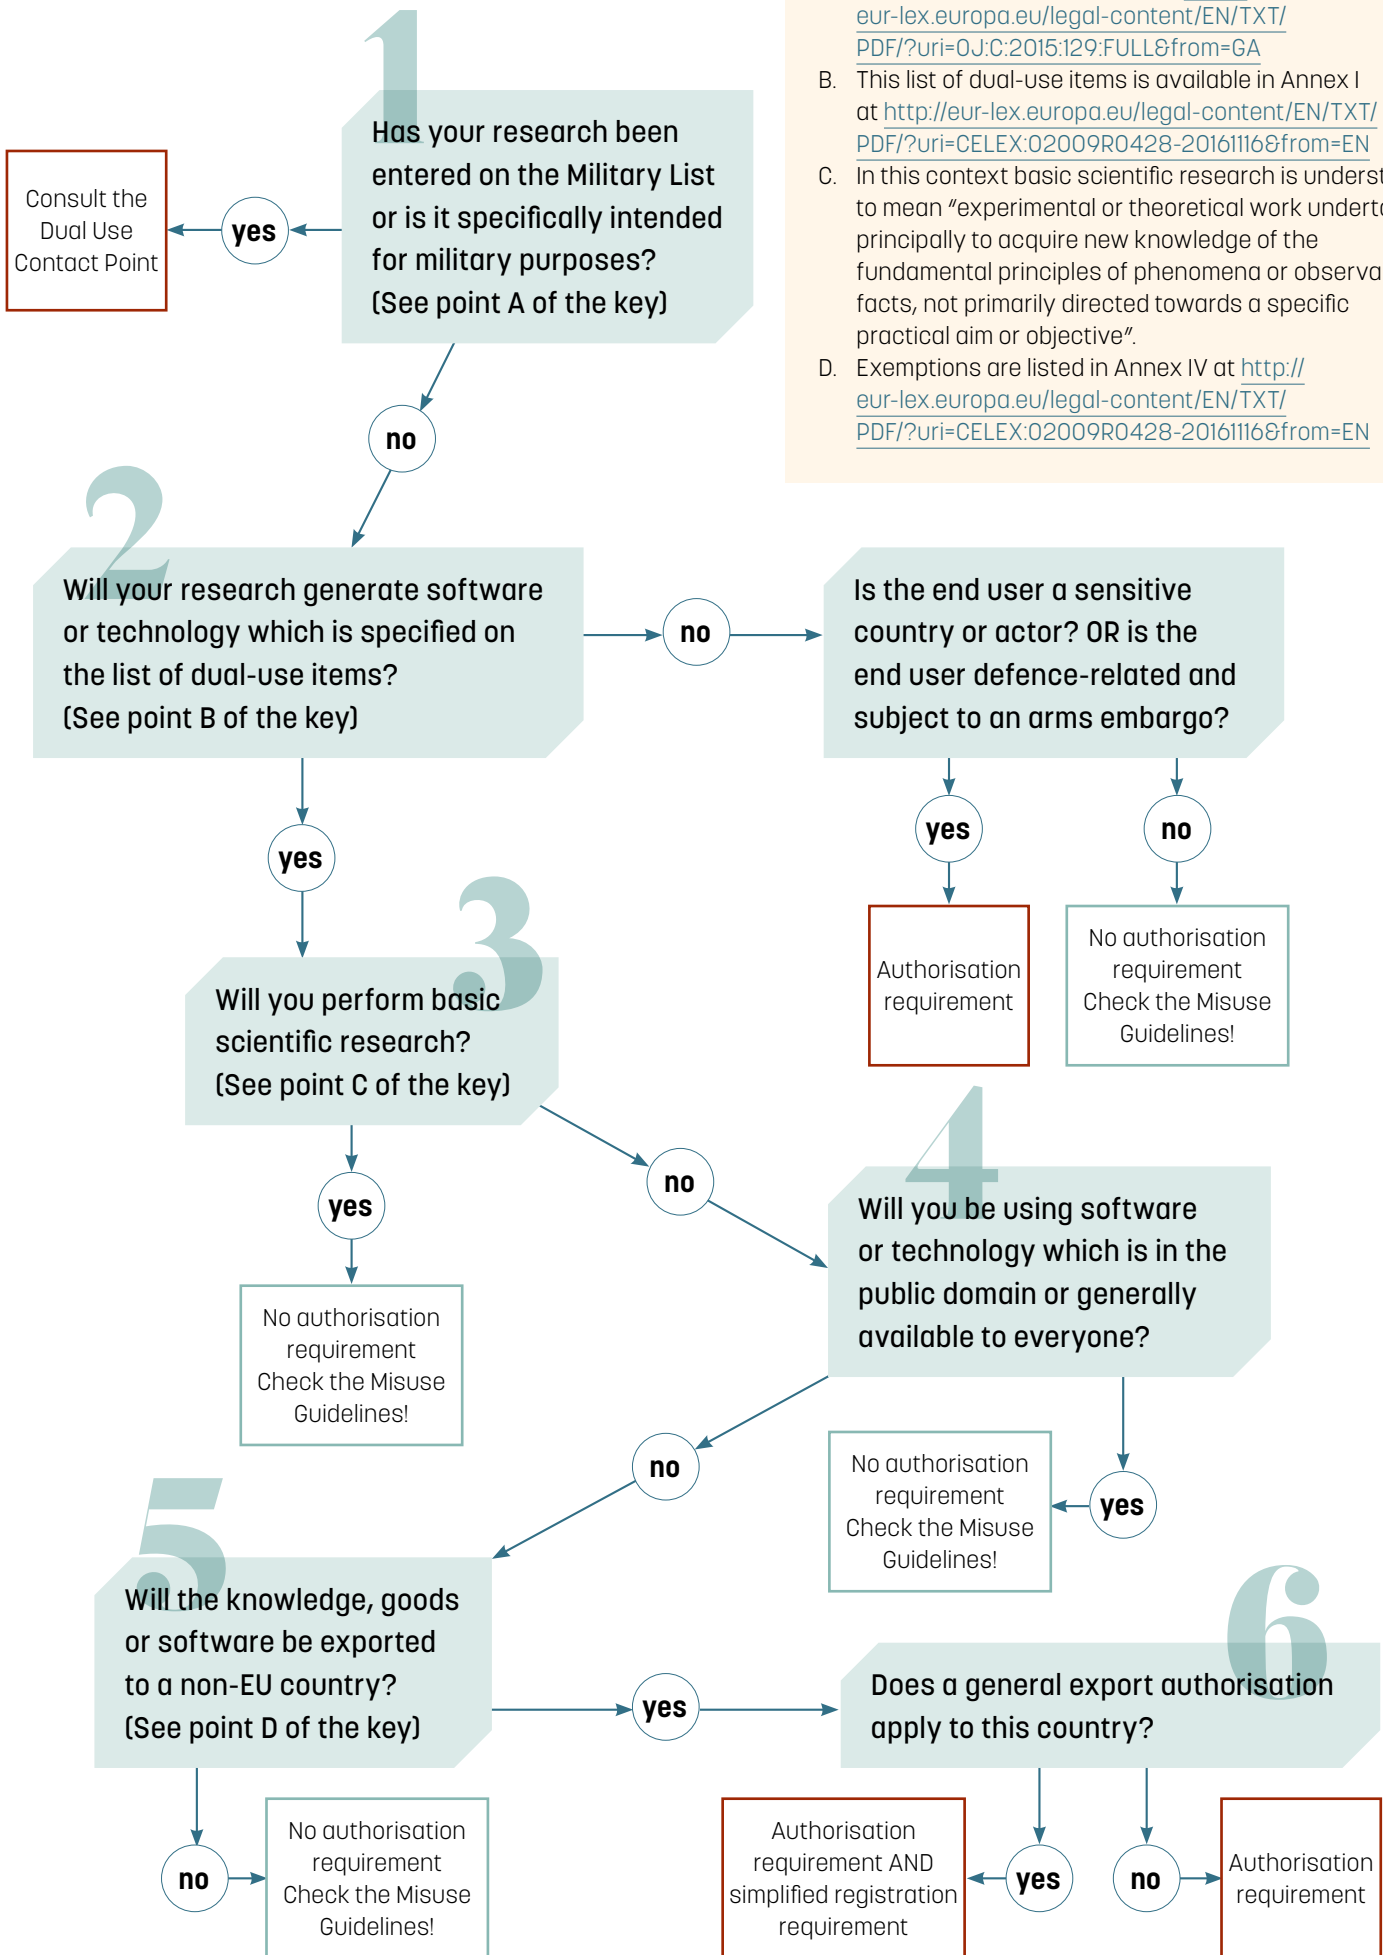 eur-lex.europa.eu/legal-content/EN/TXT/
PDF/?uri=OJ:C:2015:129:FULL&from=GA
B. This list of dual-use items is available in Annex I
at http://eur-lex.europa.eu/legal-content/EN/TXT/
PDF/?uri=CELEX:02009R0428-20161116&from=EN
C. In this context basic scientific research is
to mean "experimental or theoretical work
principally to acquire new knowledge of the
fundamental principles of phenomena or
facts, not primarily directed towards a specific
practical aim or objective".
D. Exemptions are listed in Annex IV at http://
eur-lex.europa.eu/legal-content/EN/TXT/
PDF/?uri=CELEX:02009R0428-20161116&from=EN
1
Has your research been
entered on the Military List
or is it specifically intended
for military purposes?
(See point A of the key)
yes
Consult the
Dual Use
Contact Point
no
2
Will your research generate software
or technology which is specified on
the list of dual-use items?
(See point B of the key)
no
Is the end user a sensitive
country or actor? OR is the
end user defence-related and
subject to an arms embargo?
yes
no
Authorisation
requirement
No authorisation
requirement
Check the Misuse
Guidelines!
yes
3
Will you perform basic
scientific research?
(See point C of the key)
yes
No authorisation
requirement
Check the Misuse
Guidelines!
no
4
Will you be using software
or technology which is in the
public domain or generally
available to everyone?
yes
No authorisation
requirement
Check the Misuse
Guidelines!
no
5
Will the knowledge, goods
or software be exported
to a non-EU country?
(See point D of the key)
no
No authorisation
requirement
Check the Misuse
Guidelines!
yes
6
Does a general export authorisation
apply to this country?
yes
Authorisation
requirement AND
simplified registration
requirement
no
Authorisation
requirement